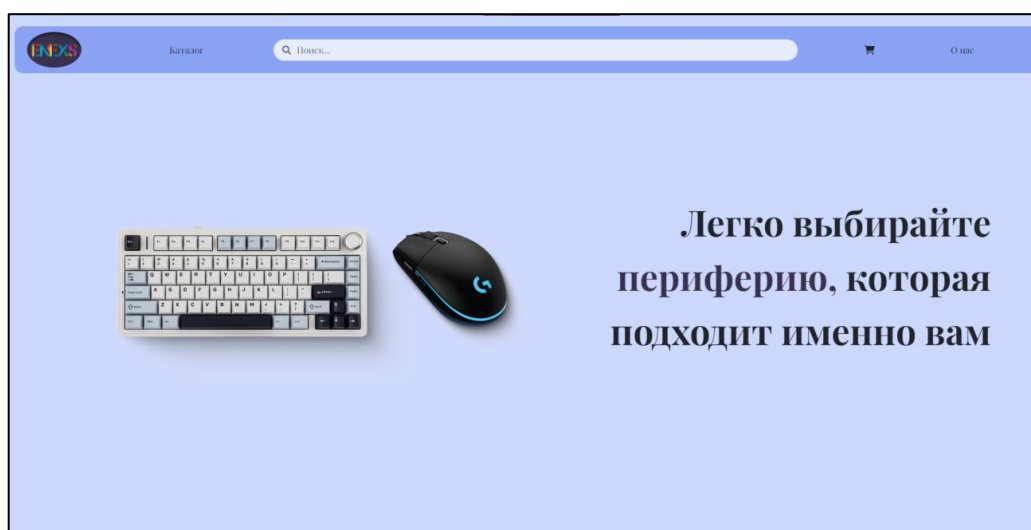 ENEXS
Каталог
Поиск...
О нас
Легко выбирайте
периферию, которая
подходит именно вам